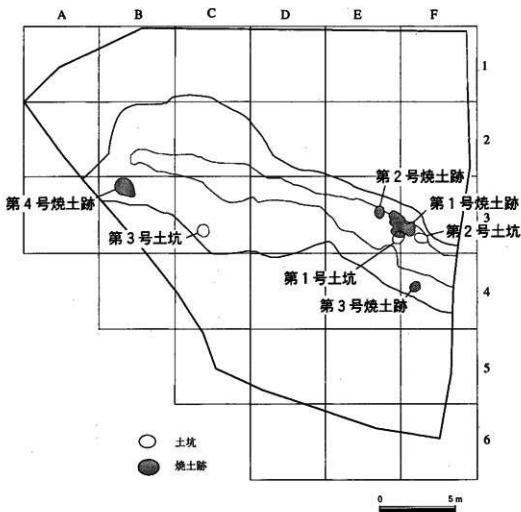 A B C D E F
1
2
第2号焼土跡
第1号焼土跡
第4号焼土跡
3
第3号土坑
第2号土坑
第1号土坑
第3号焼土跡
4
5
土坑
6
焼土跡
0 5m